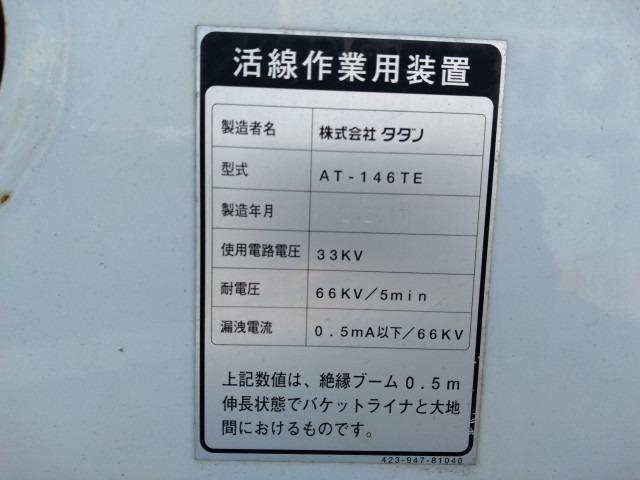 活線作業用装置
製造者名 株式会社 タダノ
型式 AT-146TE
製造年月
使用電路電圧 33KV
耐電圧 66KV/5min
漏洩電流 0.5mA以下/66KV
上記数値は、絶縁ブーム0.5m
伸長状態でバケットライナと大地
間におけるものです。
423-947-81040